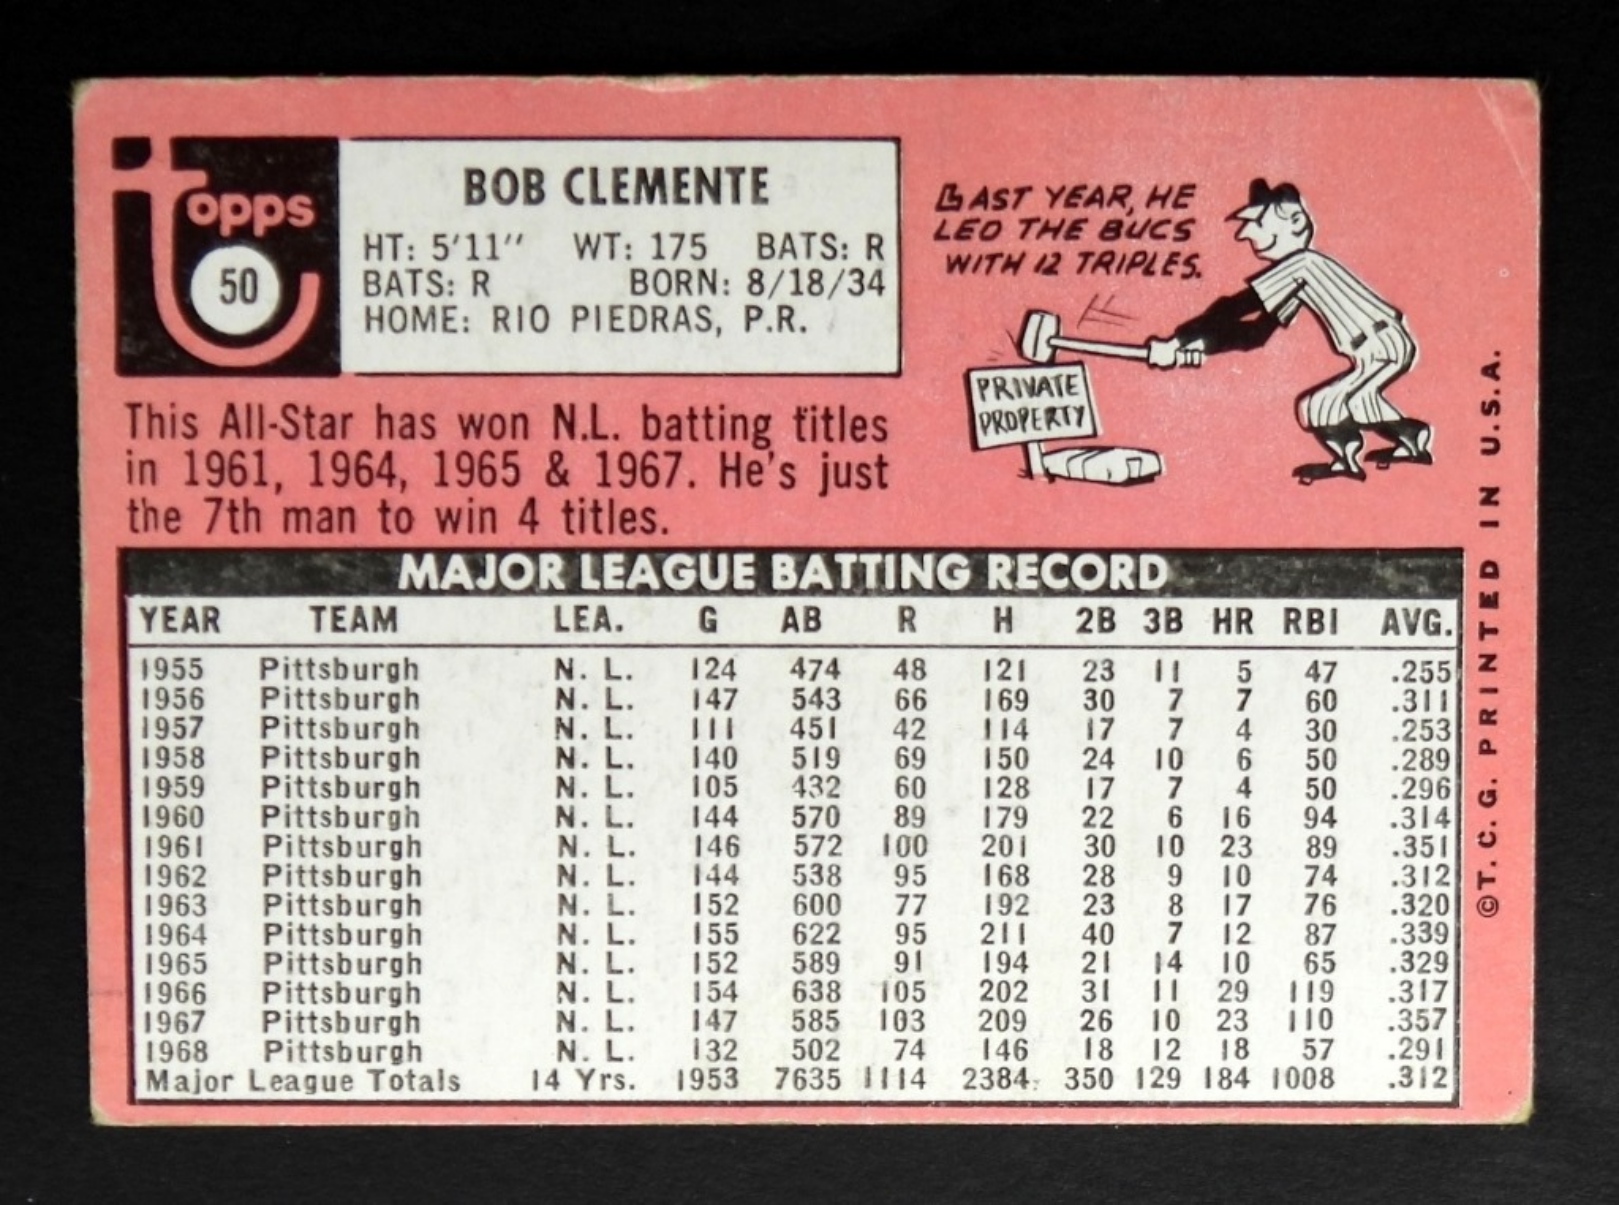 Topps
50
BOB CLEMENTE
HT: 5'11" WT: 175 BATS: R
BATS: R BORN: 8/18/34
HOME: RIO PIEDRAS, P.R.
LAST YEAR, HE
LED THE BUCS
WITH 12 TRIPLES.
PRIVATE
PROPERTY
This All-Star has won N.L. batting titles
in 1961, 1964, 1965 & 1967. He's just
the 7th man to win 4 titles.
MAJOR LEAGUE BATTING RECORD
YEAR TEAM LEA. G AB R H 2B 3B HR RBI AVG.
1955 Pittsburgh N. L. 124 474 48 121 23 11 5 47 .255
1956 Pittsburgh N. L. 147 543 66 169 30 7 7 60 .311
1957 Pittsburgh N. L. 111 451 42 114 17 7 4 30 .253
1958 Pittsburgh N. L. 140 519 69 150 24 10 6 50 .289
1959 Pittsburgh N. L. 105 432 60 128 17 7 4 50 .296
1960 Pittsburgh N. L. 144 570 89 179 22 6 16 94 .314
1961 Pittsburgh N. L. 146 572 100 201 30 10 23 89 .351
1962 Pittsburgh N. L. 144 538 95 168 28 9 10 74 .312
1963 Pittsburgh N. L. 152 600 77 192 23 8 17 76 .320
1964 Pittsburgh N. L. 155 622 95 211 40 7 12 87 .339
1965 Pittsburgh N. L. 152 589 91 194 21 14 10 65 .329
1966 Pittsburgh N. L. 154 638 105 202 31 11 29 119 .317
1967 Pittsburgh N. L. 147 585 103 209 26 10 23 110 .357
1968 Pittsburgh N. L. 132 502 74 146 18 12 18 57 .291
Major League Totals 14 Yrs. 1953 7635 1114 2384 350 129 184 1008 .312
©T. C. G. PRINTED IN U.S.A.